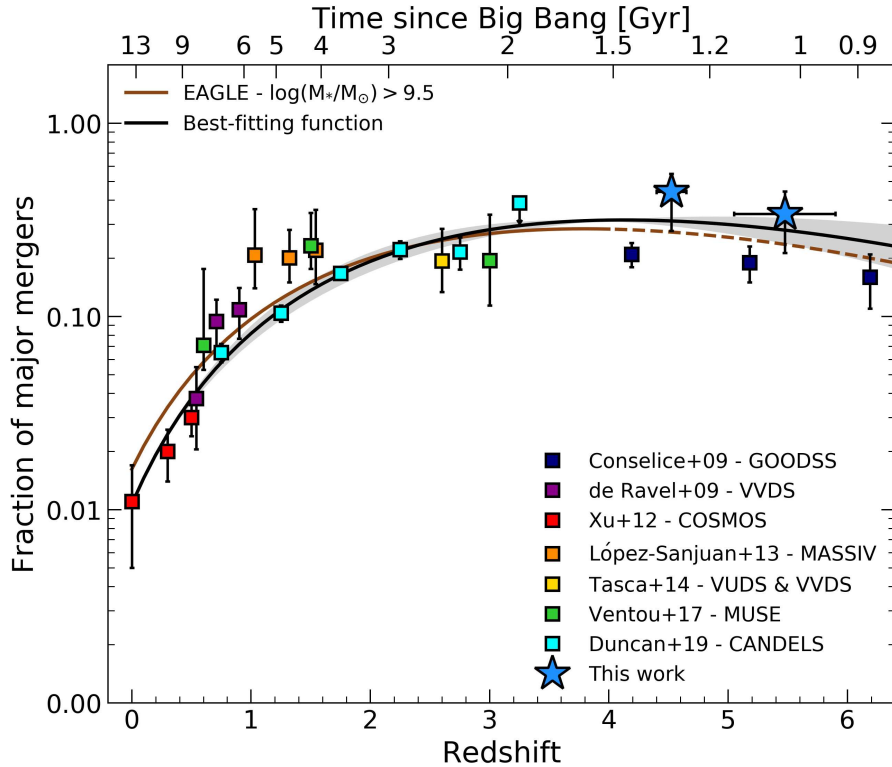 Time since Big Bang [Gyr]
13 9 6 5 4 3 2 1.5 1.2 1 0.9
EAGLE - log(M*/M⊙) > 9.5
Best-fitting function
1.00
0.10
0.01
0.00
Fraction of major mergers
Conselice+09 - GOODSS
de Ravel+09 - VVDS
Xu+12 - COSMOS
López-Sanjuan+13 - MASSIV
Tasca+14 - VUDS & VVDS
Ventou+17 - MUSE
Duncan+19 - CANDELS
This work
0 1 2 3 4 5 6
Redshift